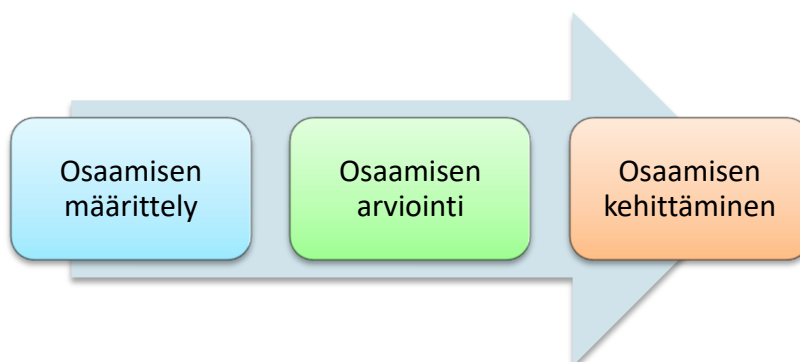 Osaamisen
määrittely
Osaamisen
arviointi
Osaamisen
kehittäminen